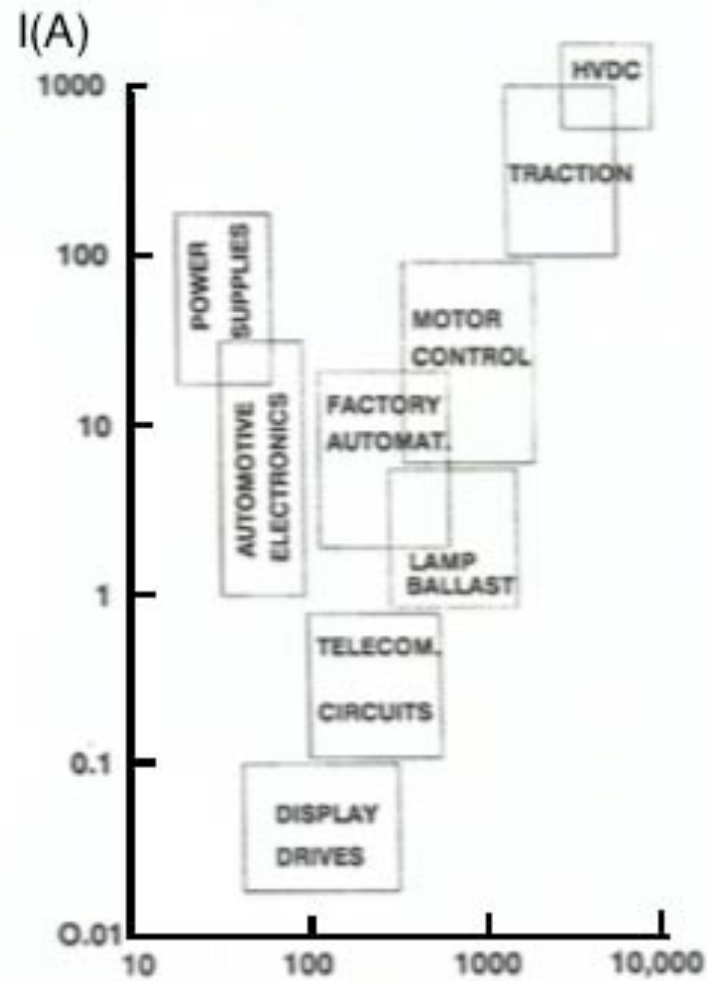 I(A)
HVDC
1000
TRACTION
POWER
SUPPLIES
100
MOTOR
CONTROL
FACTORY
AUTOMAT.
10
AUTOMOTIVE
ELECTRONICS
LAMP
BALLAST
1
TELECOM.
CIRCUITS
0.1
DISPLAY
DRIVES
0.01
10
100
1000
10,000